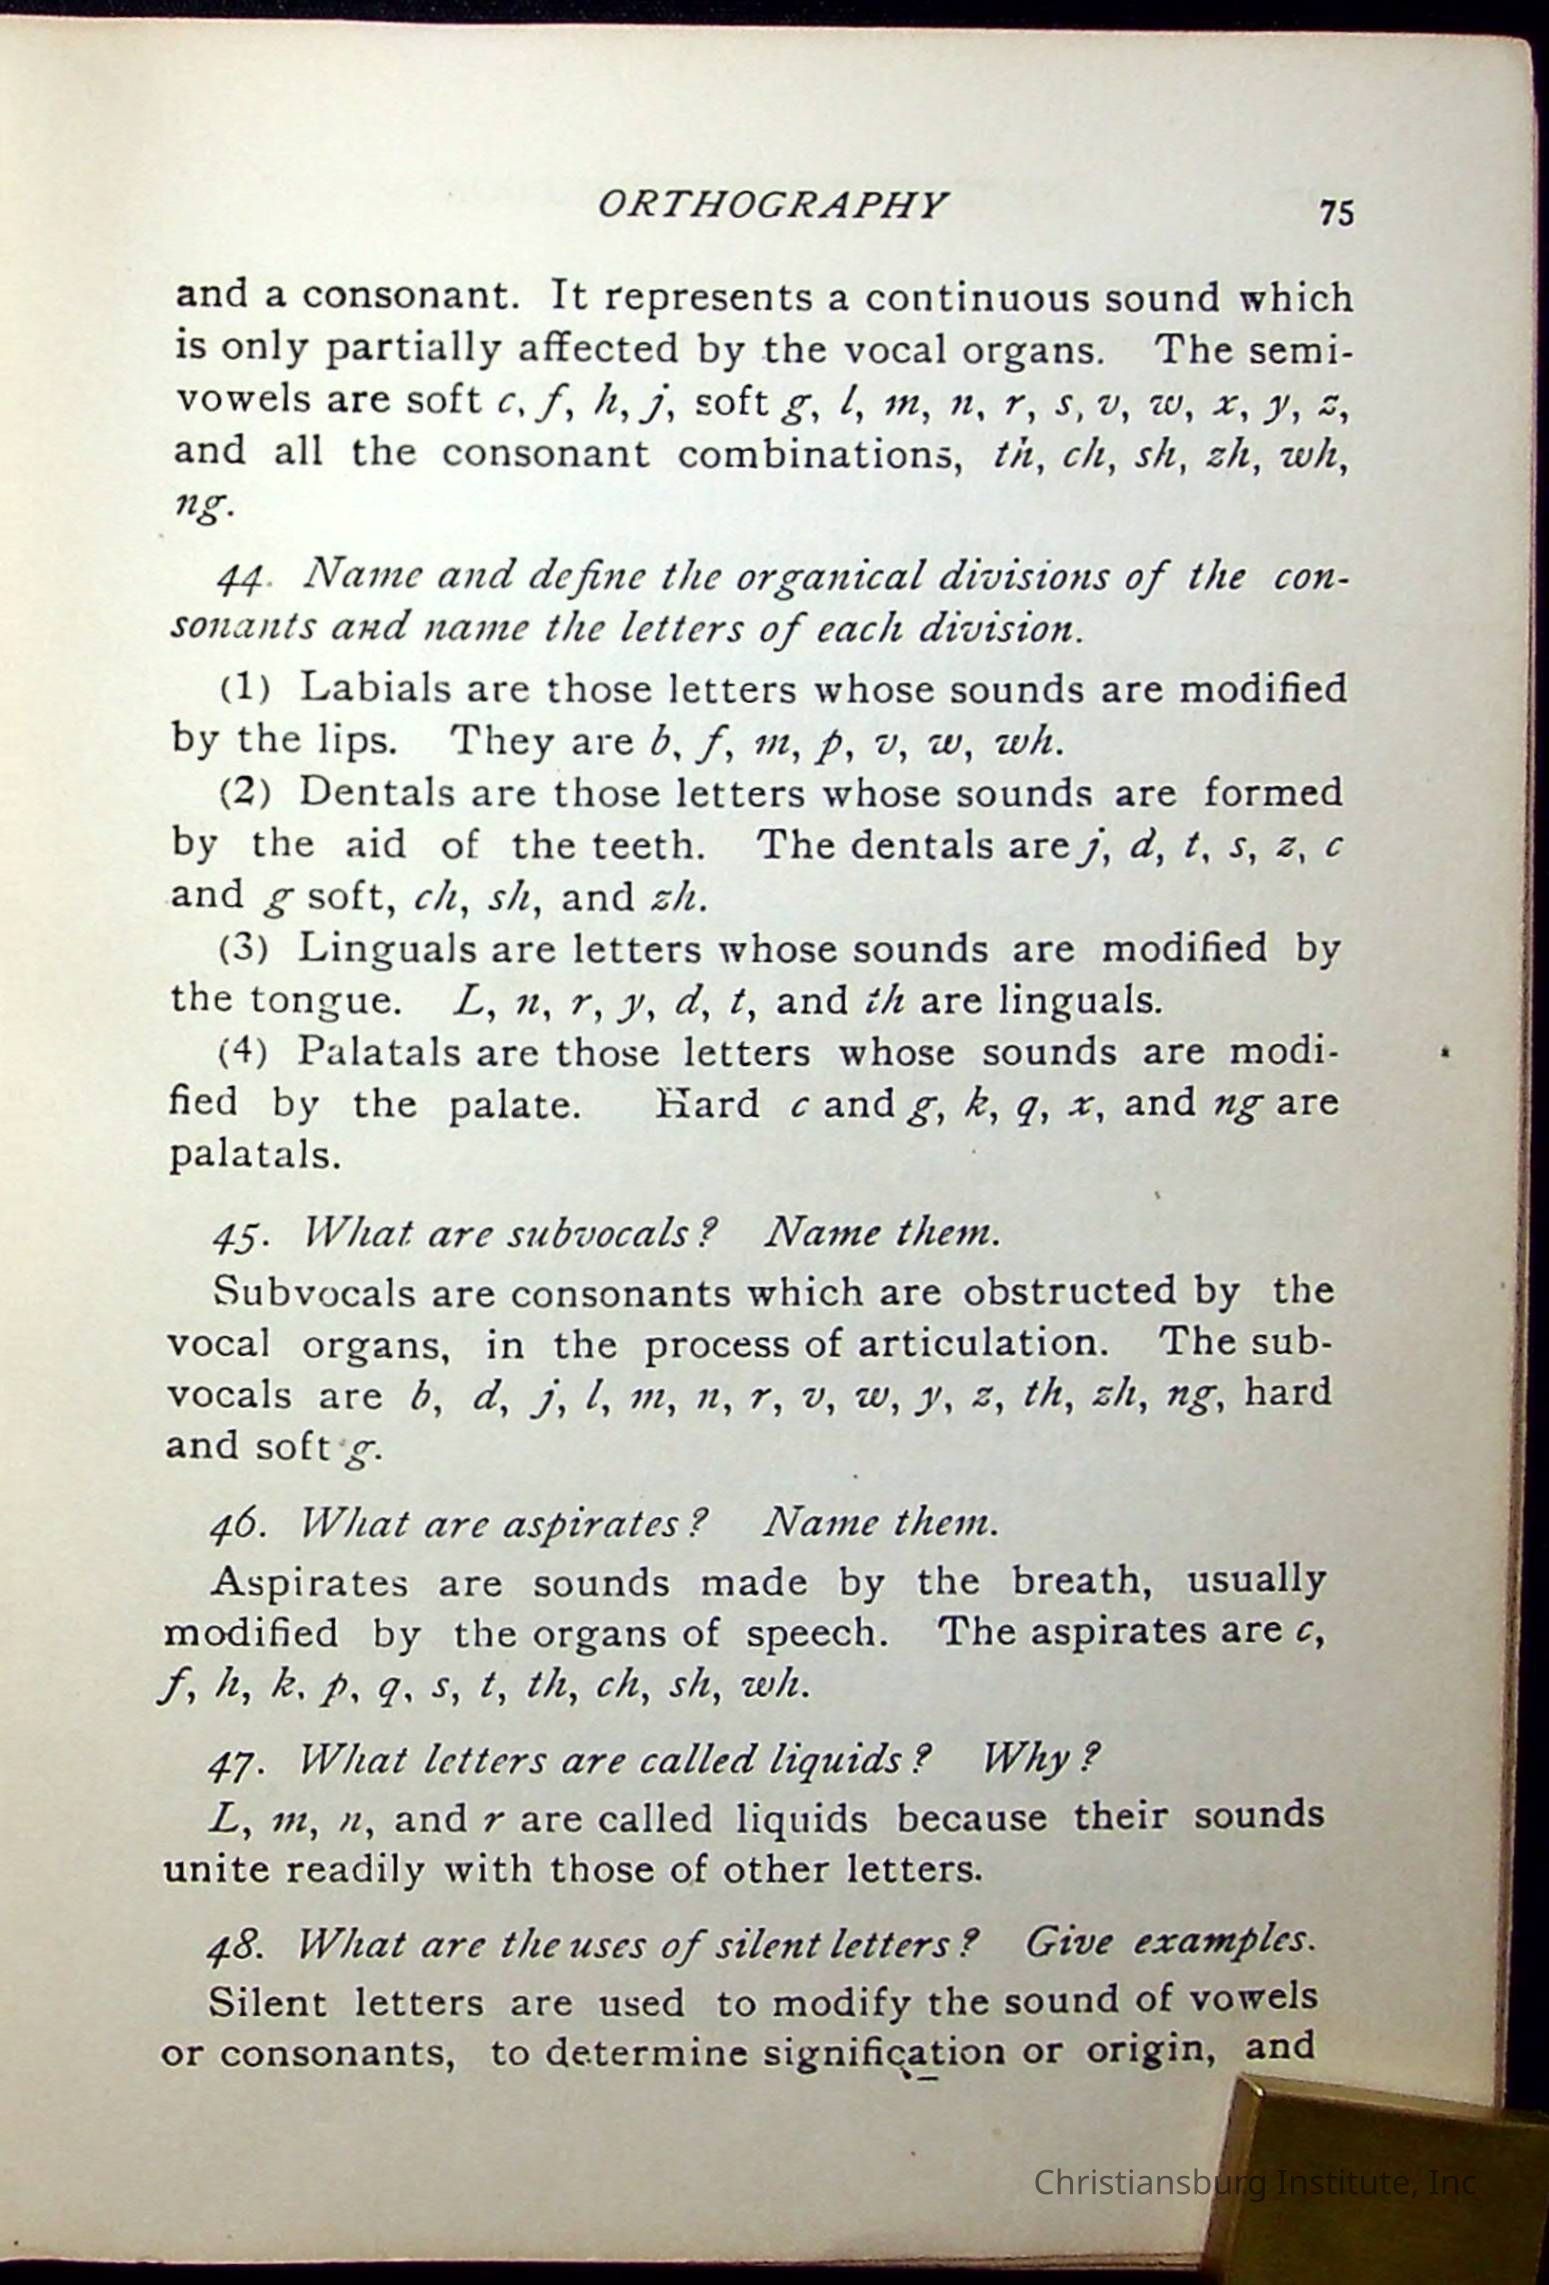 ORTHOGRAPHY 75
and a consonant. It represents a continuous sound which
is only partially affected by the vocal organs. The semi-
vowels are soft c, f, h, j, soft g, l, m, n, r, s, v, w, x, y, z,
and all the consonant combinations, th, ch, sh, zh, wh,
ng.
44. Name and define the organical divisions of the con-
sonants and name the letters of each division.
(1) Labials are those letters whose sounds are modified
by the lips. They are b, f, m, p, v, w, wh.
(2) Dentals are those letters whose sounds are formed
by the aid of the teeth. The dentals are j, d, t, s, z, c
and g soft, ch, sh, and zh.
(3) Linguals are letters whose sounds are modified by
the tongue. L, n, r, y, d, t, and th are linguals.
(4) Palatals are those letters whose sounds are modi-
fied by the palate. Hard c and g, k, q, x, and ng are
palatals.
45. What are subvocals? Name them.
Subvocals are consonants which are obstructed by the
vocal organs, in the process of articulation. The sub-
vocals are b, d, j, l, m, n, r, v, w, y, z, th, zh, ng, hard
and soft g.
46. What are aspirates? Name them.
Aspirates are sounds made by the breath, usually
modified by the organs of speech. The aspirates are c,
f, h, k, p, q, s, t, th, ch, sh, wh.
47. What letters are called liquids? Why?
L, m, n, and r are called liquids because their sounds
unite readily with those of other letters.
48. What are the uses of silent letters? Give examples.
Silent letters are used to modify the sound of vowels
or consonants, to determine signification or origin, and
Christiansburg Institute, Inc